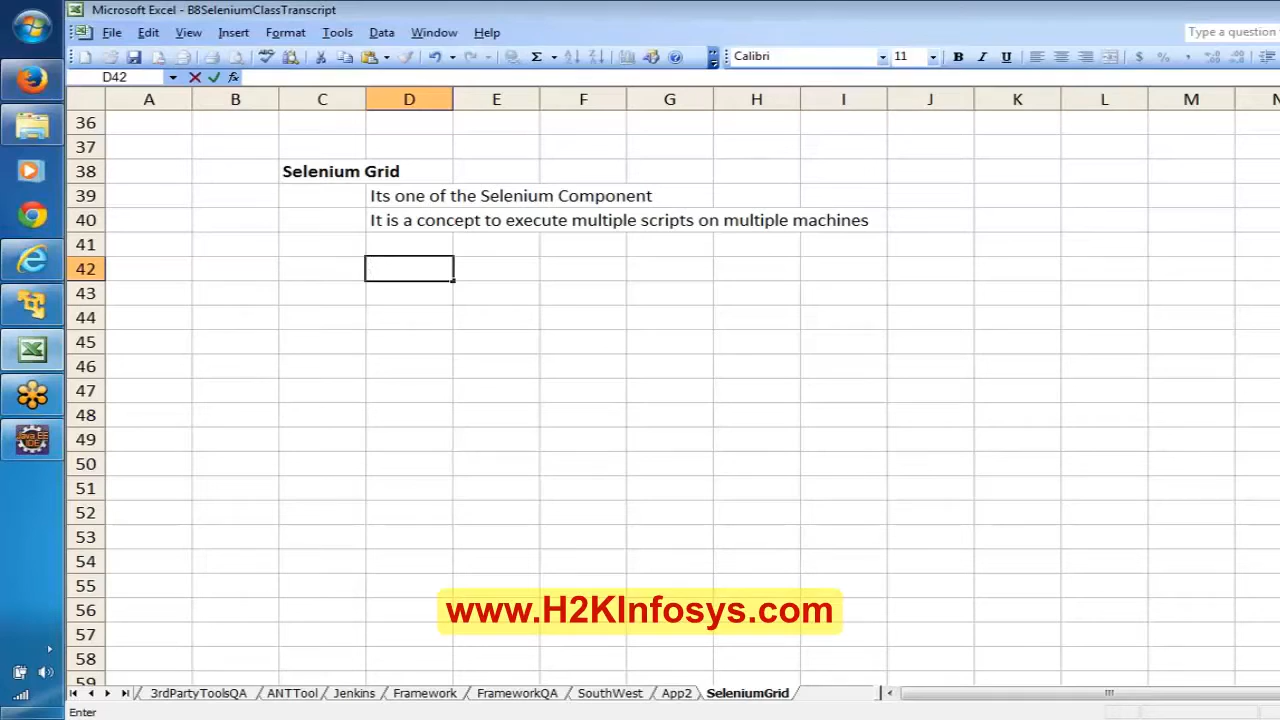 Microsoft Excel - B8SeleniumClassTranscript
File Edit View Insert Format Tools Data Window Help
Type a question
Calibri 11 B I U $ %
D42 fx
A B C D E F G H I J K L M
36
37
38 Selenium Grid
39 Its one of the Selenium Component
40 It is a concept to execute multiple scripts on multiple machines
41
42
43
44
45
46
47
48
49
50
51
52
53
54
55
56
www.H2KInfosys.com
57
58
59
3rdPartyToolsQA ANTTool Jenkins Framework FrameworkQA SouthWest App2 SeleniumGrid
Enter